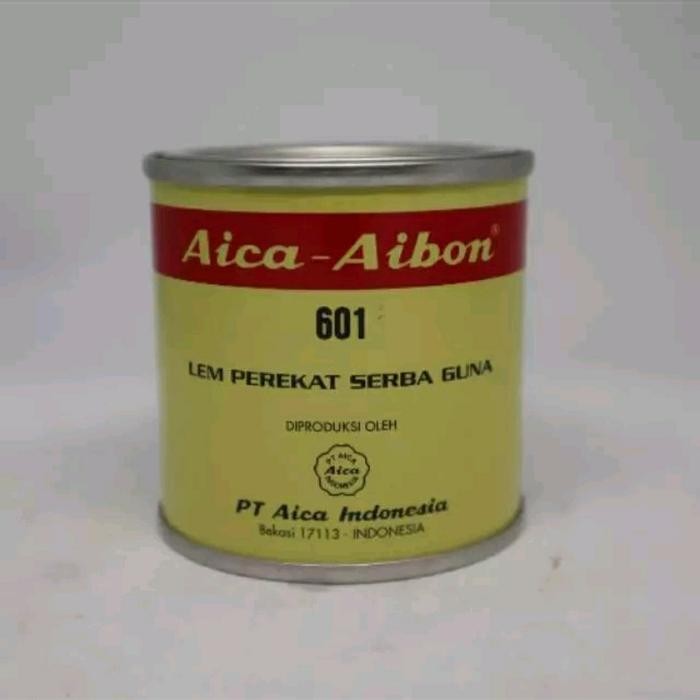 Aica-Aibon®
601
LEM PEREKAT SERBA GUNA
DIPRODUKSI OLEH
PT AICA
Aica
INDONESIA
PT Aica Indonesia
Bekasi 17113 - INDONESIA